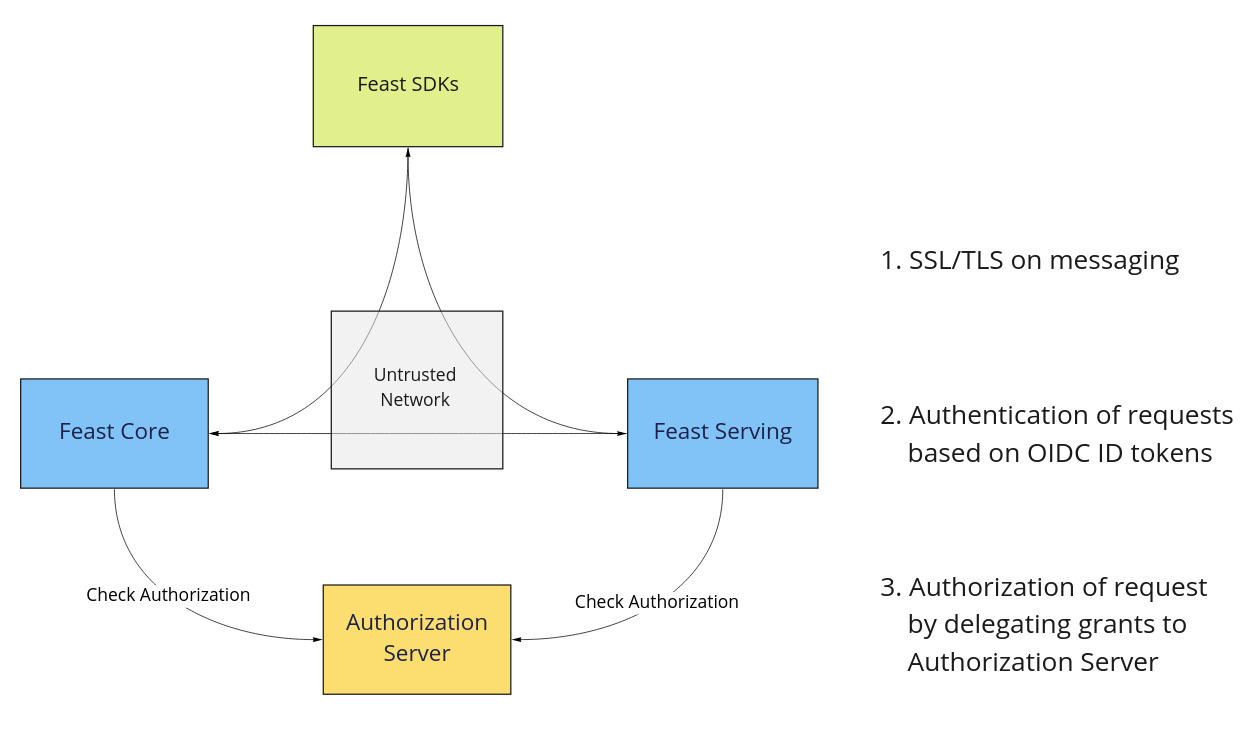 Feast SDKs
1. SSL/TLS on messaging
Untrusted
Network
Feast Core
Feast Serving
2. Authentication of requests
based on OIDC ID tokens
Check Authorization
Check Authorization
Authorization
Server
3. Authorization of request
by delegating grants to
Authorization Server